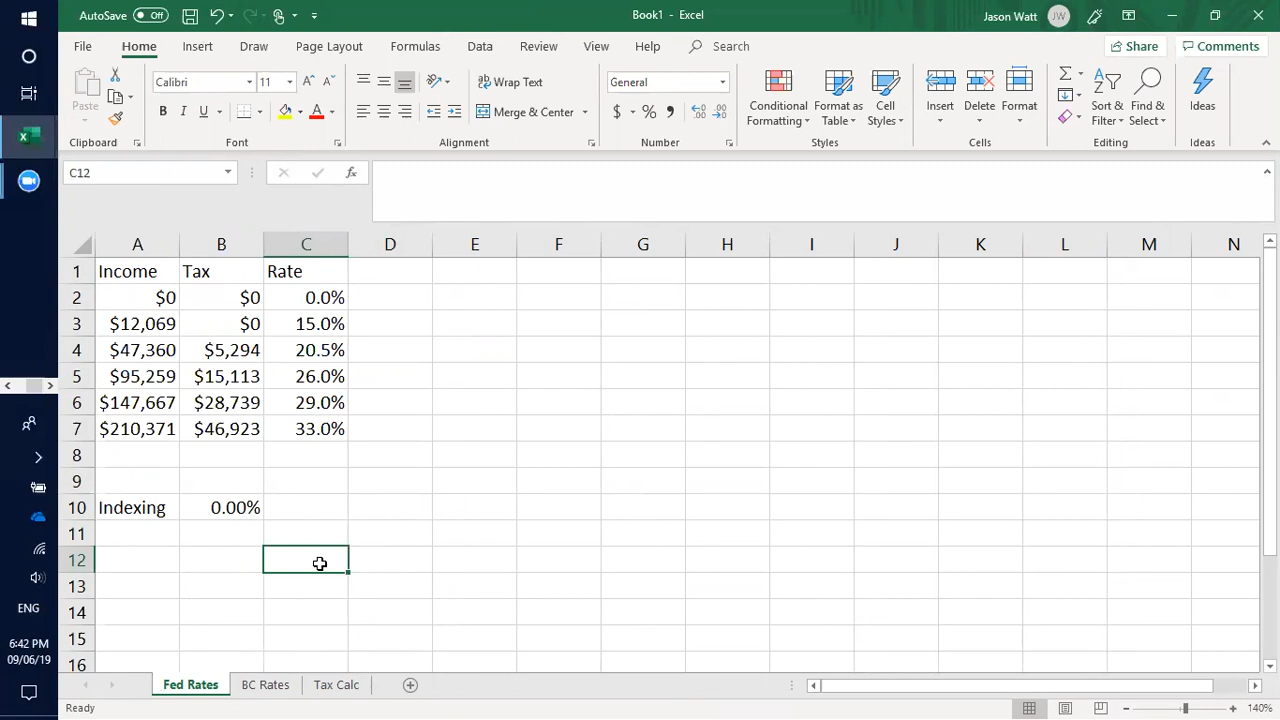 AutoSave Off Book1 - Excel Jason Watt JW
File Home Insert Draw Page Layout Formulas Data Review View Help Search Share Comments
Paste Calibri 11 Wrap Text General Conditional Formatting Format as Table Cell Styles Insert Delete Format Sort & Filter Find & Select Ideas
B I U A Merge & Center $ %
Clipboard Font Alignment Number Styles Cells Editing Ideas
C12 fx
A B C D E F G H I J K L M N
1 Income Tax Rate
2 $0 $0 0.0%
3 $12,069 $0 15.0%
4 $47,360 $5,294 20.5%
5 $95,259 $15,113 26.0%
6 $147,667 $28,739 29.0%
7 $210,371 $46,923 33.0%
8
9
10 Indexing 0.00%
11
12
13
14
15
16
Fed Rates BC Rates Tax Calc
Ready 140%
ENG
6:42 PM
09/06/19